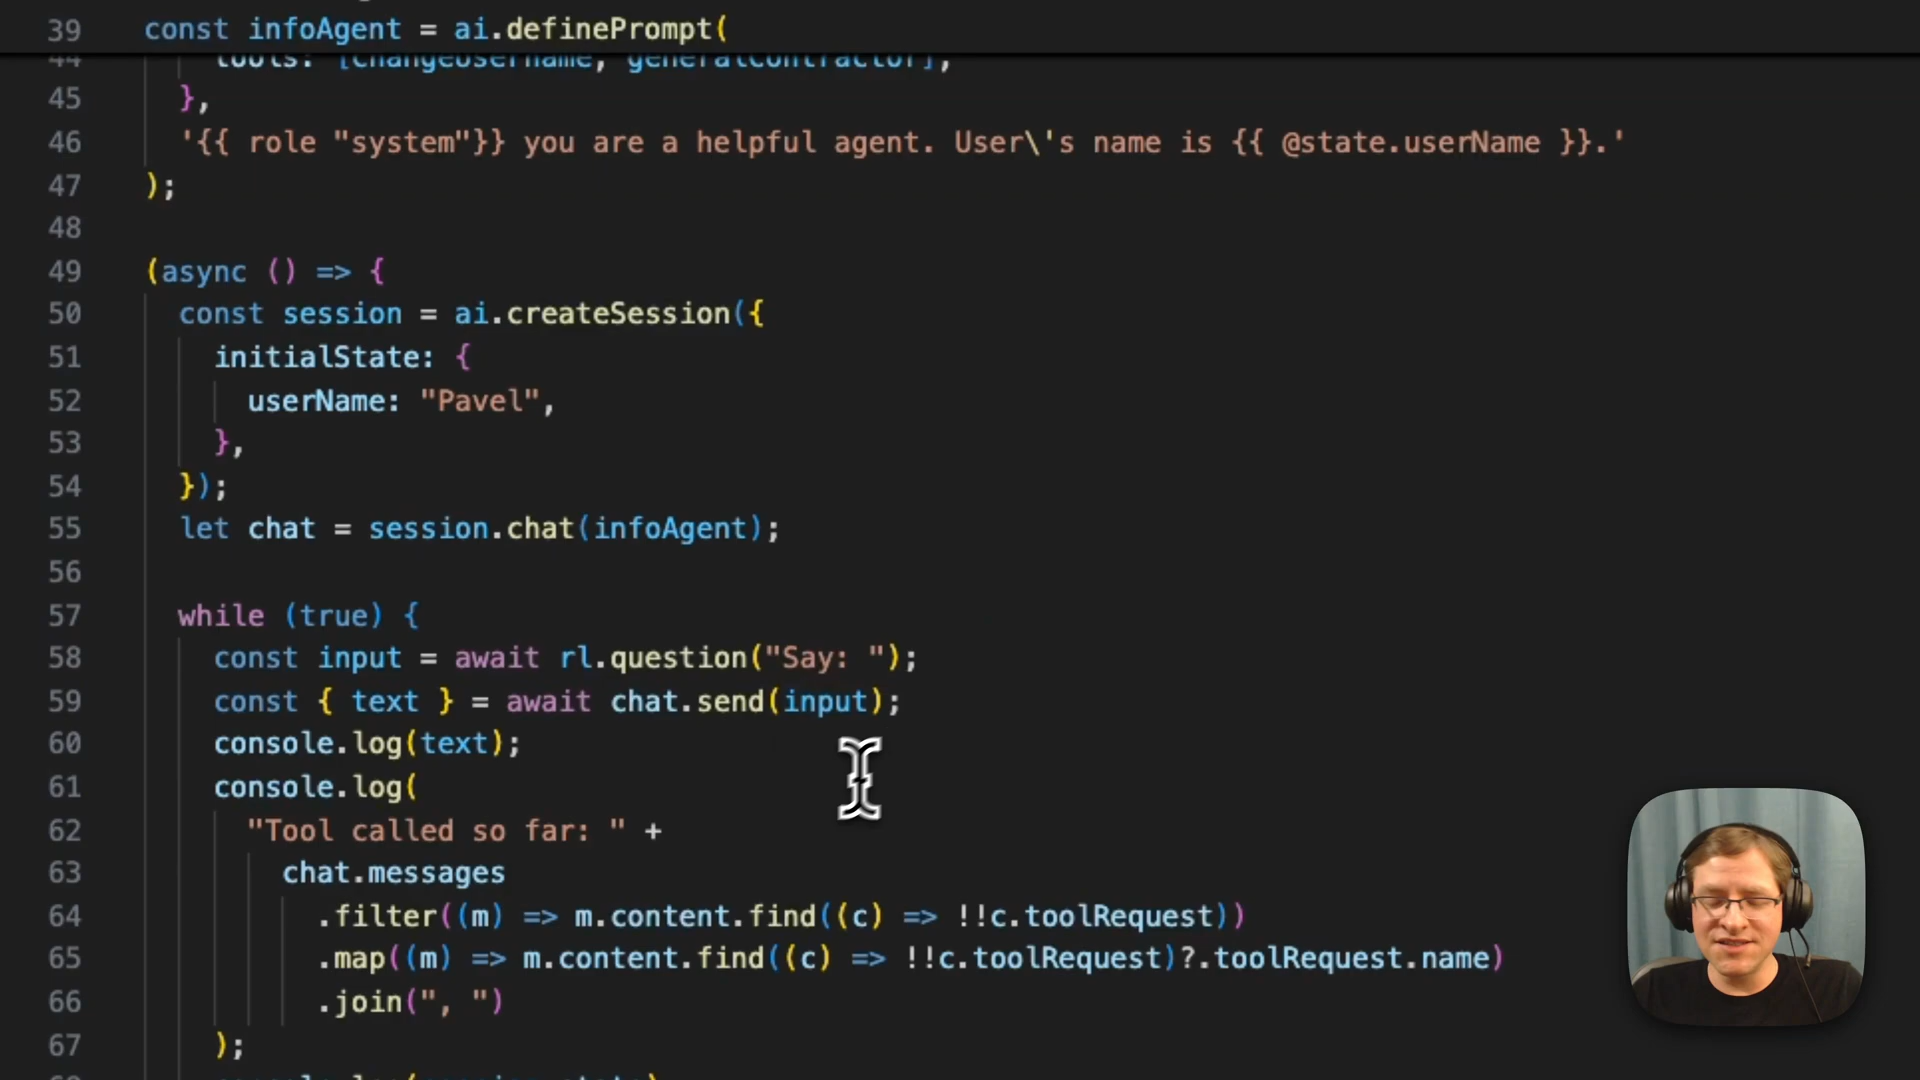 39 const infoAgent = ai.definePrompt(
44 tools: [changeUsername, generalContractor],
45 },
46 '{{ role "system"}} you are a helpful agent. User\'s name is {{ @state.userName }}.'
47 );
48
49 (async () => {
50 const session = ai.createSession({
51 initialState: {
52 userName: "Pavel",
53 },
54 });
55 let chat = session.chat(infoAgent);
56
57 while (true) {
58 const input = await rl.question("Say: ");
59 const { text } = await chat.send(input);
60 console.log(text);
61 console.log(
62 "Tool called so far: " +
63 chat.messages
64 .filter((m) => m.content.find((c) => !!c.toolRequest))
65 .map((m) => m.content.find((c) => !!c.toolRequest)?.toolRequest.name)
66 .join(", ")
67 );